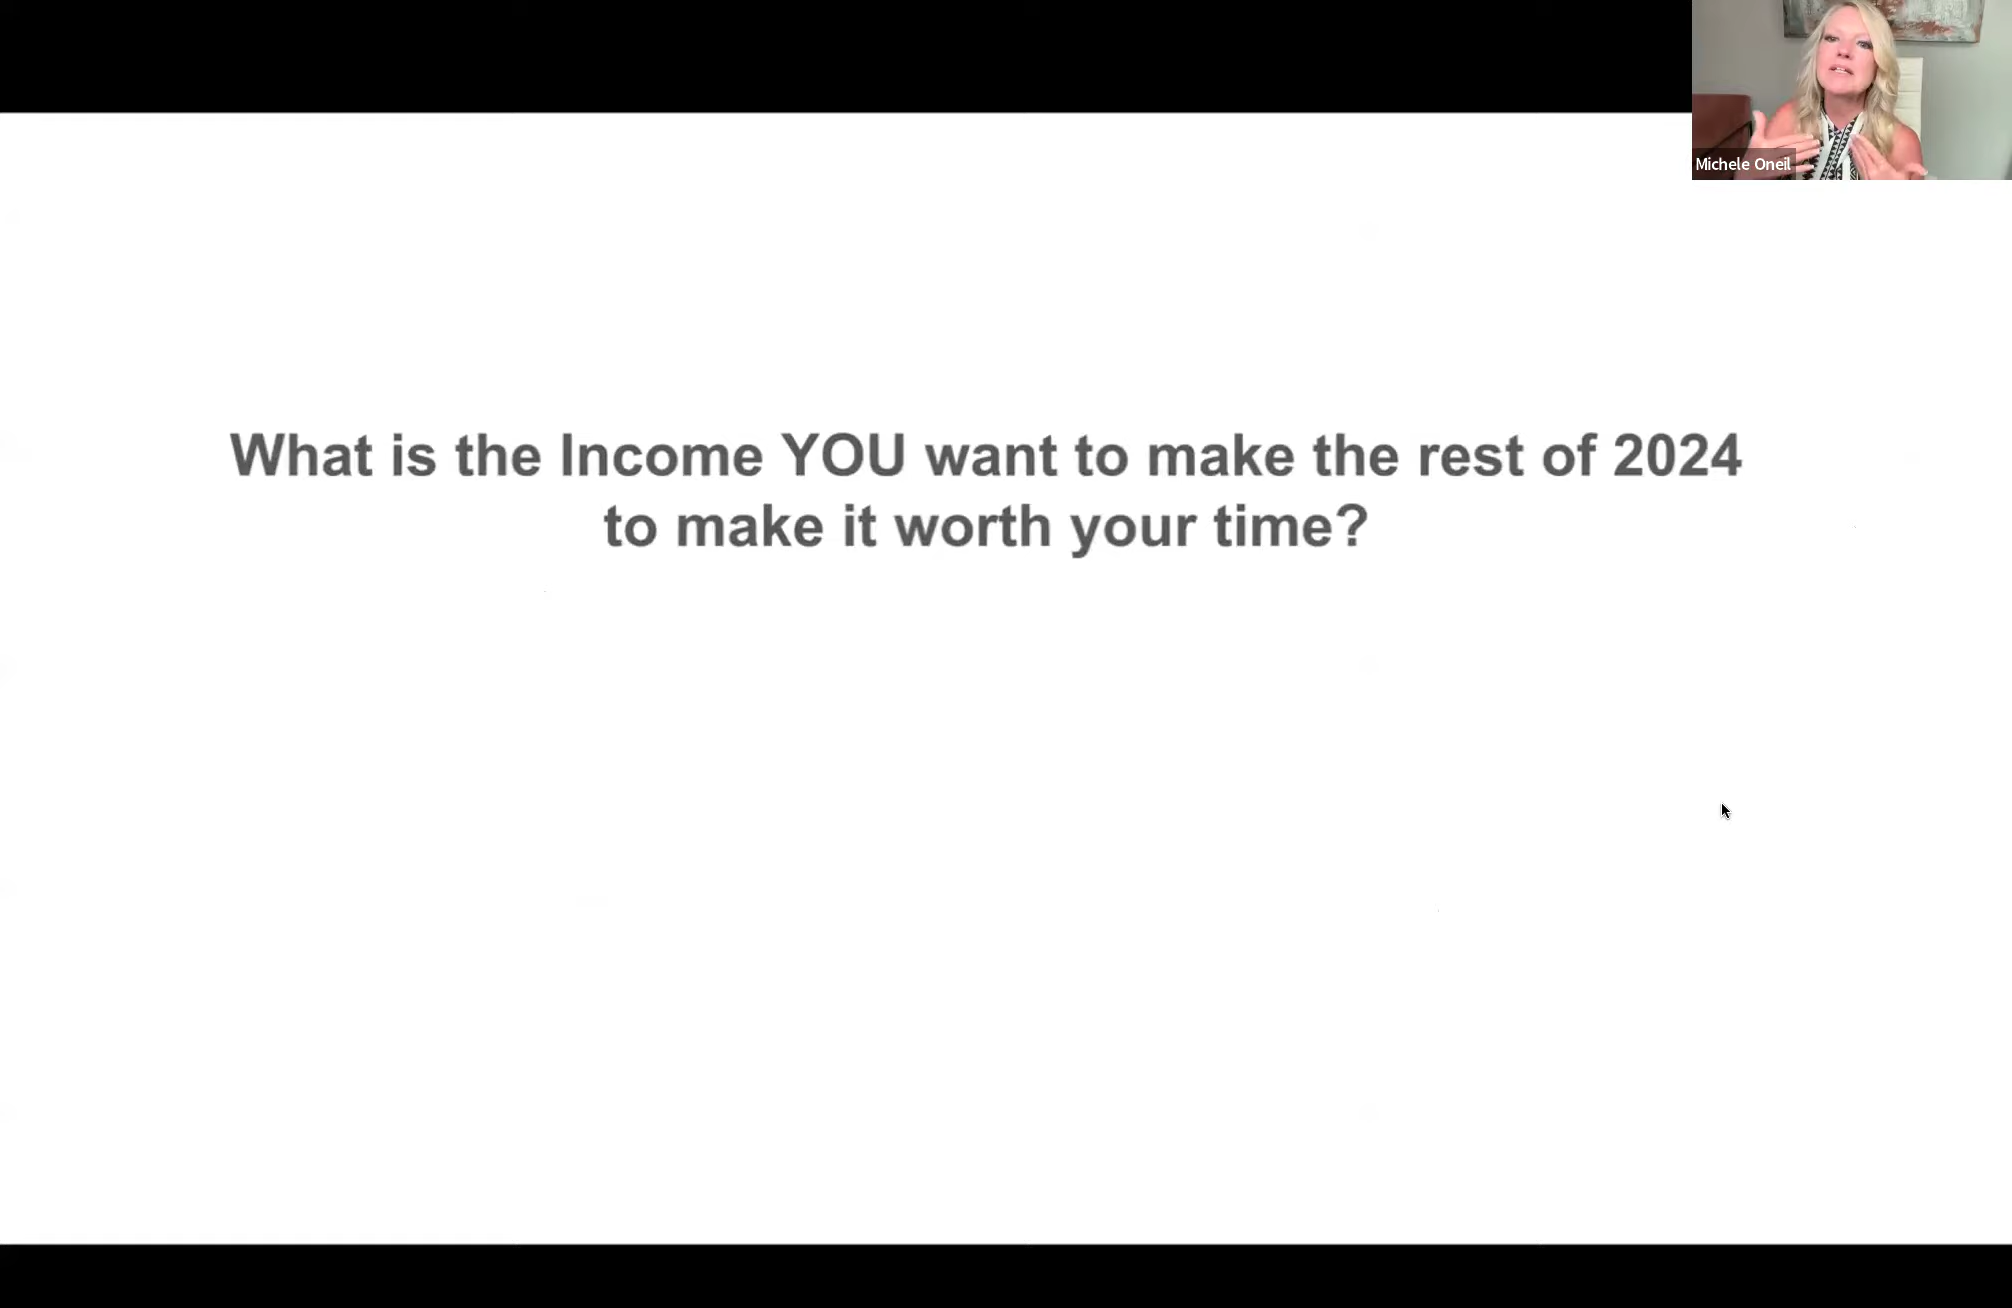 Michele Oneil
What is the Income YOU want to make the rest of 2024
to make it worth your time?